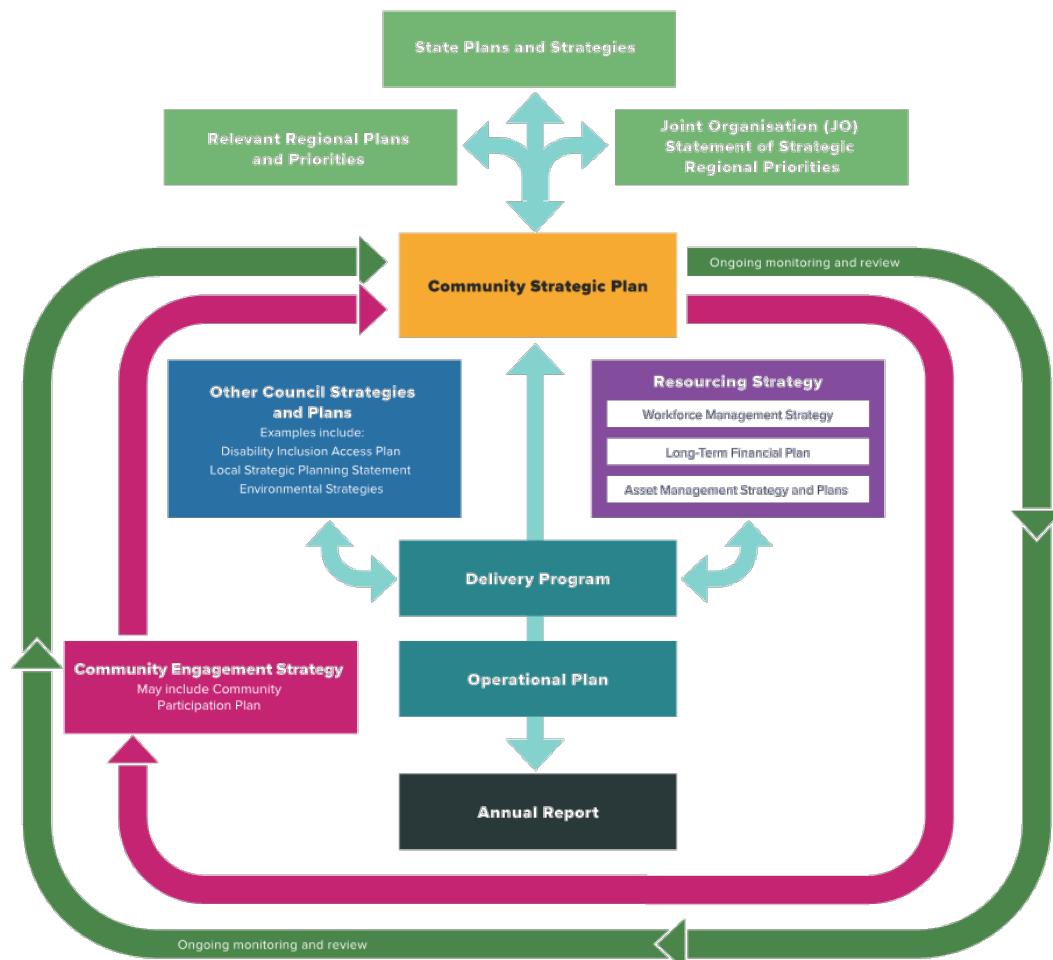 State Plans and Strategies
Relevant Regional Plans
and Priorities
Joint Organisation (JO)
Statement of Strategic
Regional Priorities
Community Strategic Plan
Ongoing monitoring and review
Other Council Strategies
and Plans
Examples include:
Disability Inclusion Access Plan
Local Strategic Planning Statement
Environmental Strategies
Resourcing Strategy
Workforce Management Strategy
Long-Term Financial Plan
Asset Management Strategy and Plans
Delivery Program
Community Engagement Strategy
May include Community
Participation Plan
Operational Plan
Annual Report
Ongoing monitoring and review